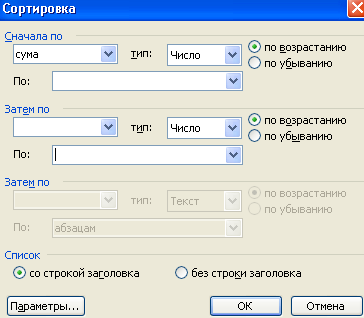 Сортировка
Сначала по
сума тип: Число по возрастанию
по убыванию
По:
Затем по
тип: Число по возрастанию
по убыванию
По:
Затем по
тип: Текст по возрастанию
по убыванию
По: абзацам
Список
со строкой заголовка без строки заголовка
Параметры... ОК Отмена